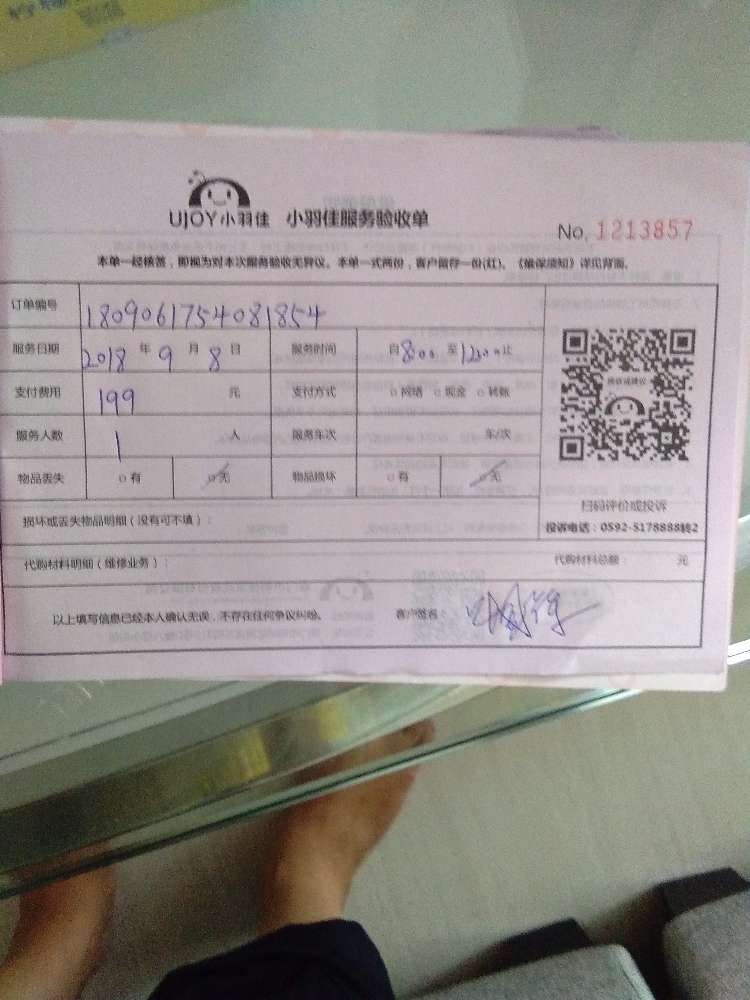 UJOY小羽佳 小羽佳服务验收单
No. 1213857
本单一经核签，即视为对本次服务验收无异议。本单一式两份，客户留存一份(红)。《维保须知》详见背面。
订单编号 1809061754081854
服务日期 2018 年 9 月 8 日 服务时间 自 8:00 至 12:00 止
支付费用 199 元 支付方式 网络 现金 转账
服务人数 1 人 服务车次 车/次
物品丢失 有 无 物品损坏 有 无
扫码评价或投诉
投诉电话：0592-5178888转2
损坏或丢失物品明细（没有可不填）：
代购材料明细（维修业务）： 代购材料总额： 元
以上填写信息已经本人确认无误，不存在任何争议纠纷。 客户签名：